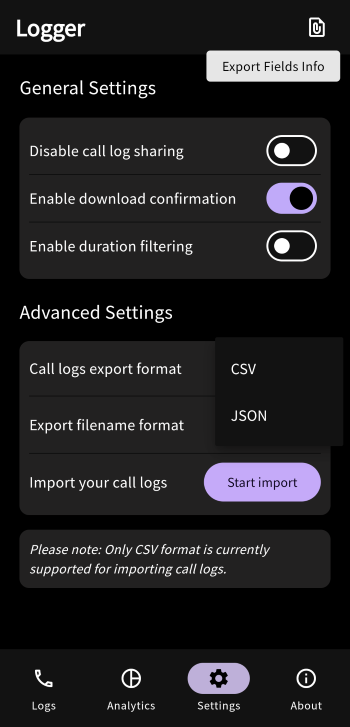 Logger
Export Fields Info
General Settings
Disable call log sharing
Enable download confirmation
Enable duration filtering
Advanced Settings
Call logs export format
CSV
JSON
Export filename format
Import your call logs
Start import
Please note: Only CSV format is currently
supported for importing call logs.
Logs
Analytics
Settings
About